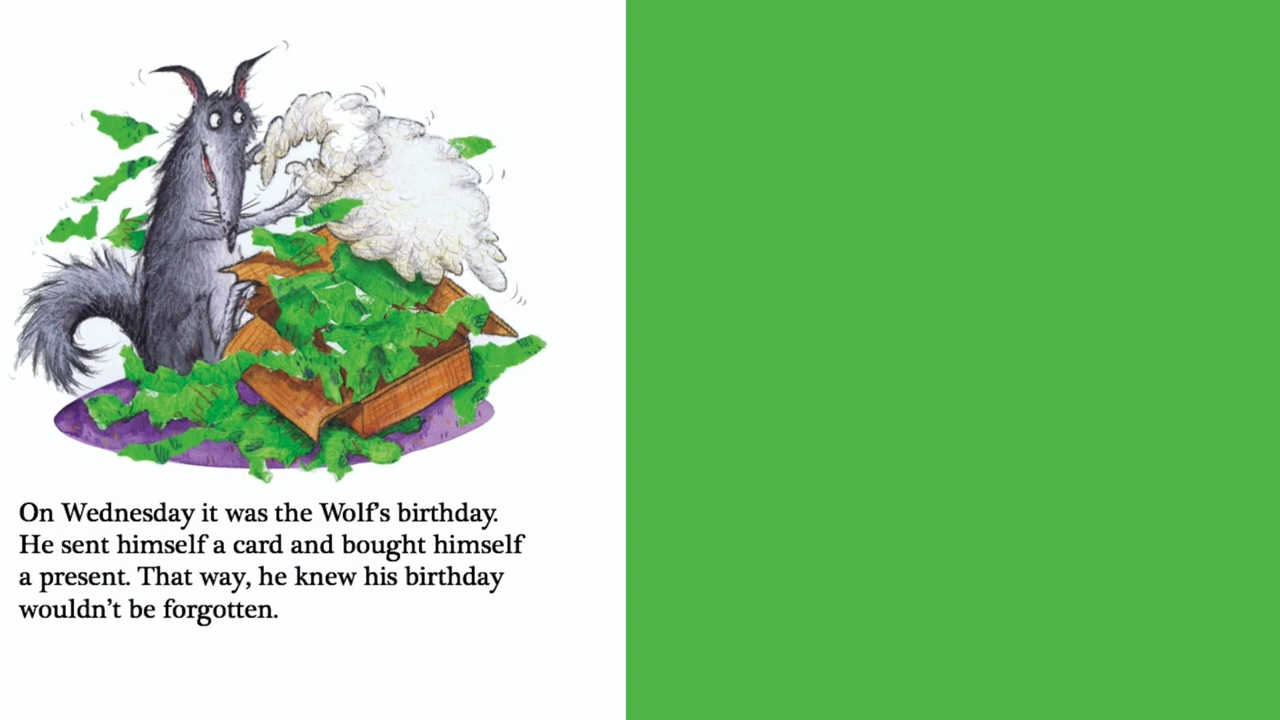 On Wednesday it was the Wolf’s birthday.
He sent himself a card and bought himself
a present. That way, he knew his birthday
wouldn’t be forgotten.